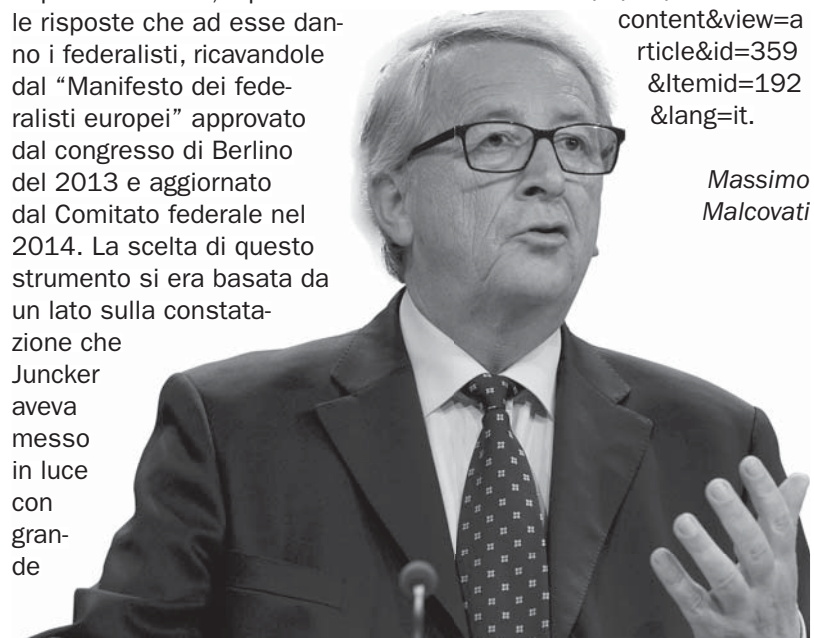 le risposte che ad esse dan-
no i federalisti, ricavandole
dal “Manifesto dei fede-
ralisti europei” approvato
dal congresso di Berlino
del 2013 e aggiornato
dal Comitato federale nel
2014. La scelta di questo
strumento si era basata da
un lato sulla constata-
zione che
Juncker
aveva
messo
in luce
con
gran-
de
content&view=a
rticle&id=359
&Itemid=192
&lang=it.
Massimo
Malcovati